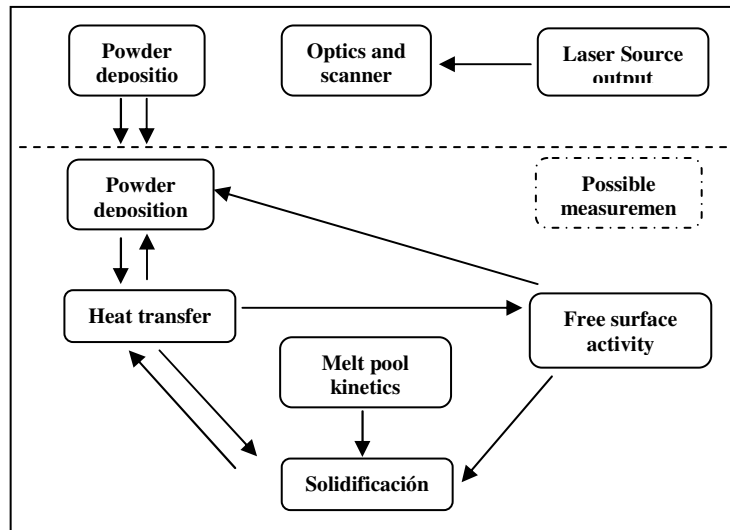 Powder
depositio
Optics and
scanner
Laser Source
output
Powder
deposition
Possible
measuremen
Heat transfer
Free surface
activity
Melt pool
kinetics
Solidificación